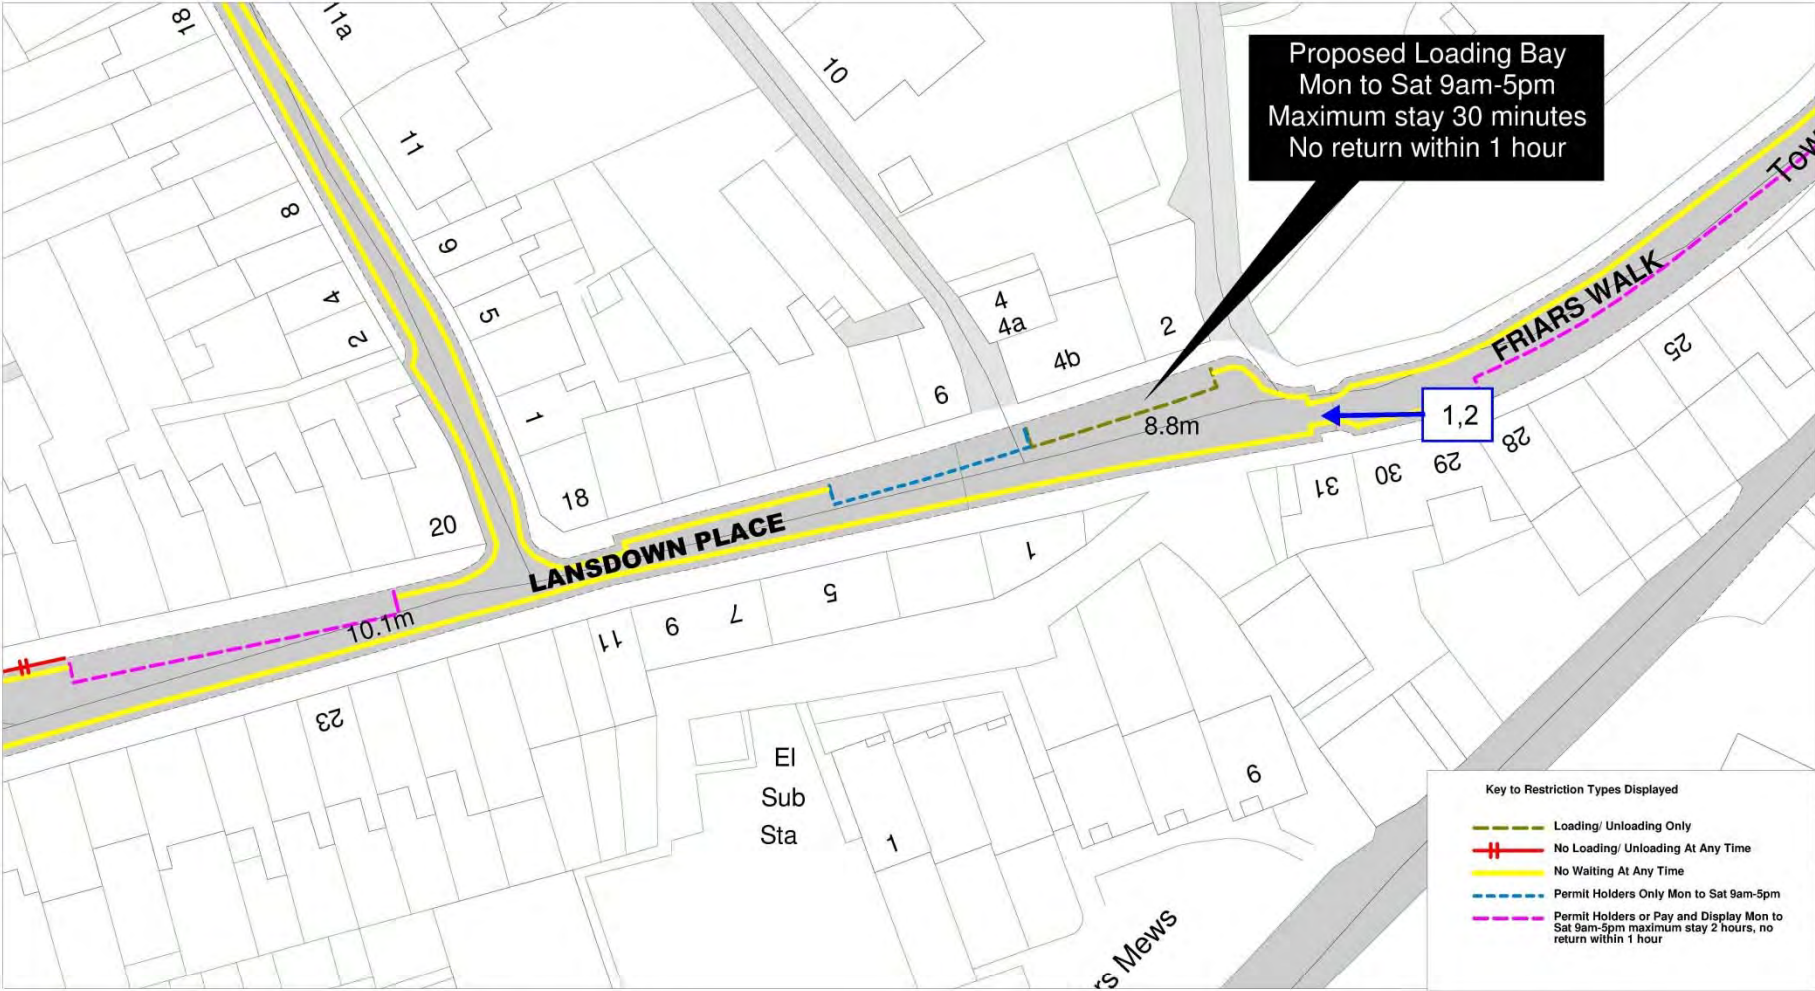 18
11a
10
Proposed Loading Bay
Mon to Sat 9am-5pm
Maximum stay 30 minutes
No return within 1 hour
11
8
9
4
2
5
1
4
4a
4b
2
6
FRIARS WALK
25
8.8m
1,2
28
29
30
31
18
20
LANSDOWN PLACE
10.1m
1
5
7
9
11
23
El
Sub
Sta
1
6
Key to Restriction Types Displayed
Loading/ Unloading Only
No Loading/ Unloading At Any Time
No Waiting At Any Time
Permit Holders Only Mon to Sat 9am-5pm
Permit Holders or Pay and Display Mon to
Sat 9am-5pm maximum stay 2 hours, no
return within 1 hour
Mews